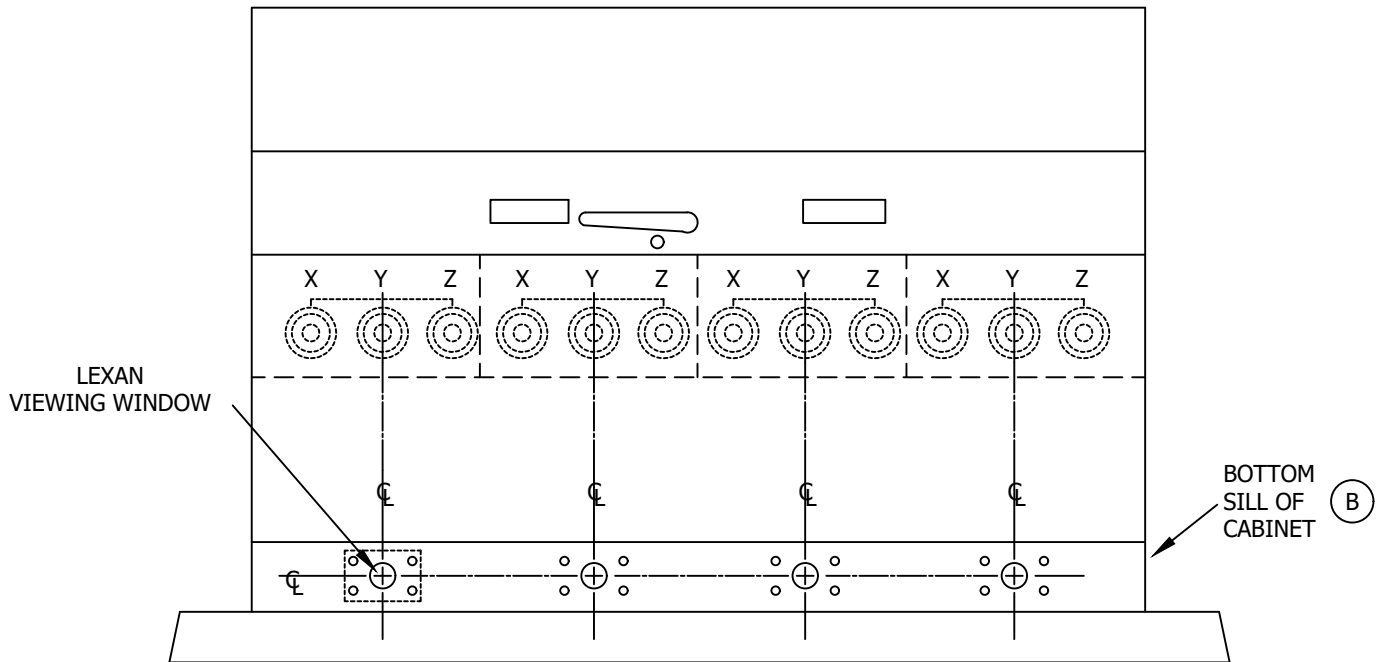 X Y Z X Y Z X Y Z X Y Z
LEXAN
VIEWING WINDOW
BOTTOM
SILL OF
CABINET
B
℄ ℄ ℄ ℄
℄